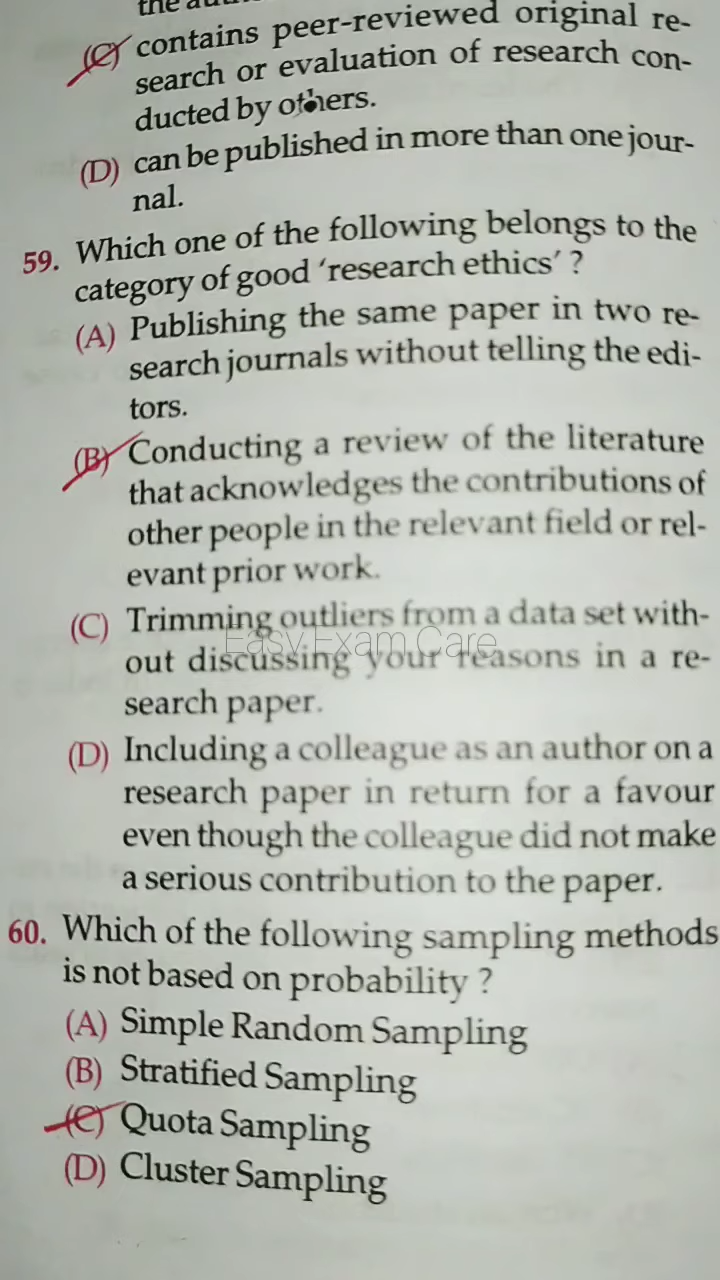 the
(C) contains peer-reviewed original re-
search or evaluation of research con-
ducted by others.
(D) can be published in more than one jour-
nal.
59. Which one of the following belongs to the
category of good ‘research ethics’ ?
(A) Publishing the same paper in two re-
search journals without telling the edi-
tors.
(B) Conducting a review of the literature
that acknowledges the contributions of
other people in the relevant field or rel-
evant prior work.
(C) Trimming outliers from a data set with-
Easy Exam Care
out discussing your reasons in a re-
search paper.
(D) Including a colleague as an author on a
research paper in return for a favour
even though the colleague did not make
a serious contribution to the paper.
60. Which of the following sampling methods
is not based on probability ?
(A) Simple Random Sampling
(B) Stratified Sampling
(C) Quota Sampling
(D) Cluster Sampling